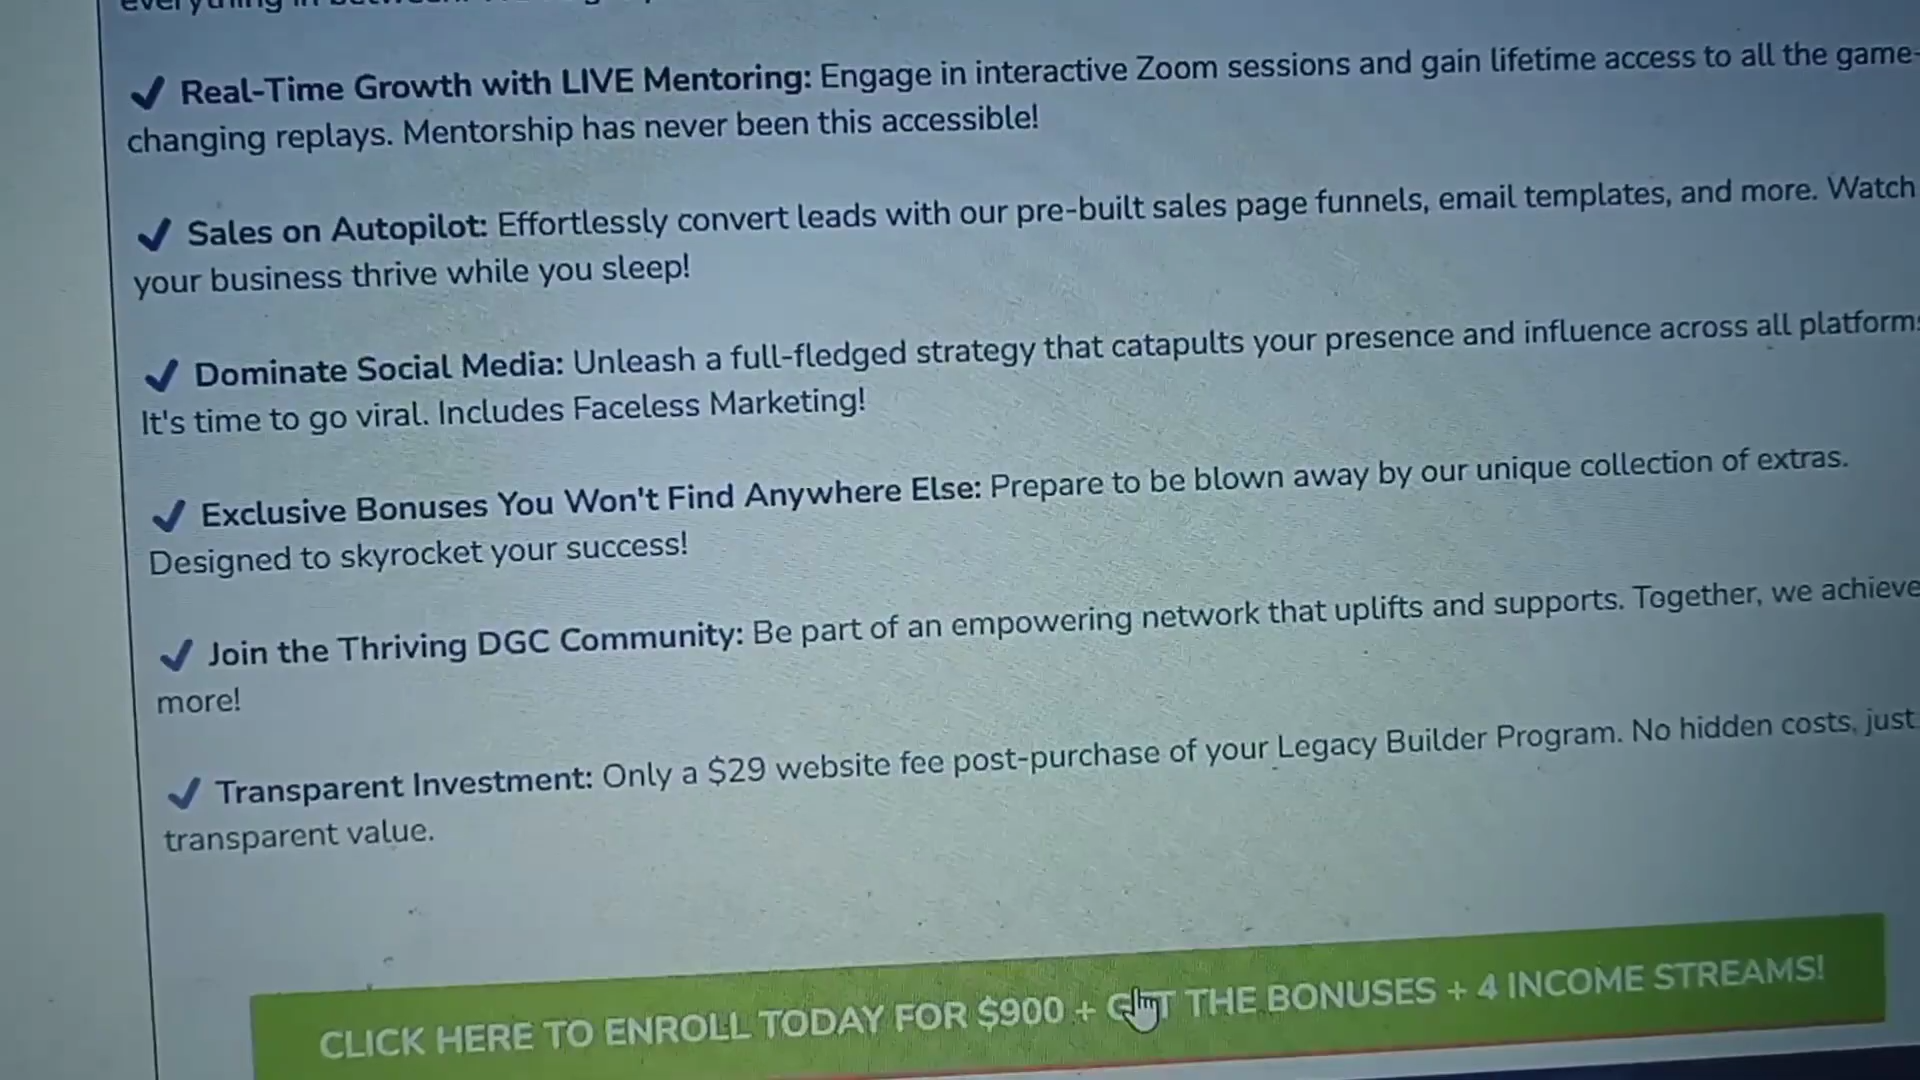 everything in between.
✔ Real-Time Growth with LIVE Mentoring: Engage in interactive Zoom sessions and gain lifetime access to all the game-
changing replays. Mentorship has never been this accessible!
✔ Sales on Autopilot: Effortlessly convert leads with our pre-built sales page funnels, email templates, and more. Watch
your business thrive while you sleep!
✔ Dominate Social Media: Unleash a full-fledged strategy that catapults your presence and influence across all platforms
It's time to go viral. Includes Faceless Marketing!
✔ Exclusive Bonuses You Won't Find Anywhere Else: Prepare to be blown away by our unique collection of extras.
Designed to skyrocket your success!
✔ Join the Thriving DGC Community: Be part of an empowering network that uplifts and supports. Together, we achieve
more!
✔ Transparent Investment: Only a $29 website fee post-purchase of your Legacy Builder Program. No hidden costs, just
transparent value.
CLICK HERE TO ENROLL TODAY FOR $900 + GET THE BONUSES + 4 INCOME STREAMS!